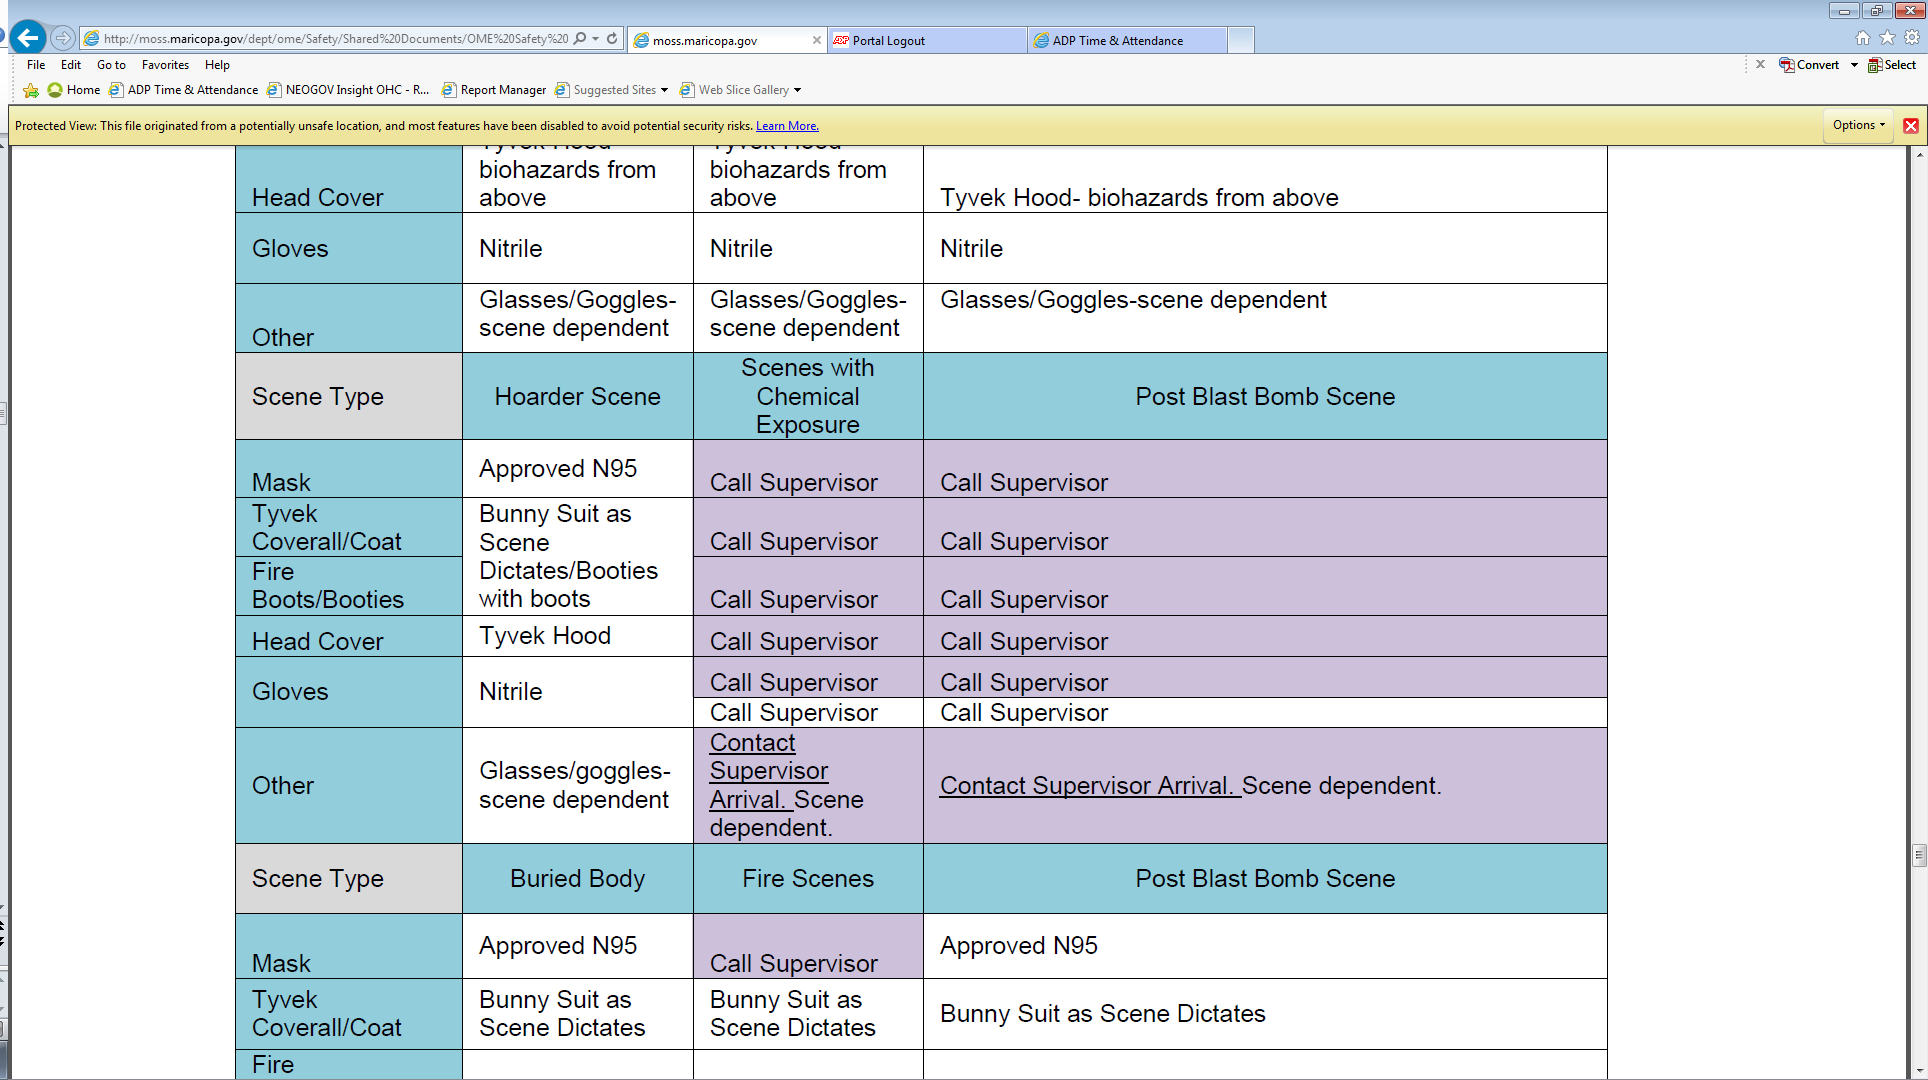 http://moss.maricopa.gov/dept/ome/Safety/Shared%20Documents/OME%20Safety%20
moss.maricopa.gov
ADP Portal Logout
ADP Time & Attendance
File Edit Go to Favorites Help
Convert
Select
Home
ADP Time & Attendance
NEOGOV Insight OHC - R...
Report Manager
Suggested Sites
Web Slice Gallery
Protected View: This file originated from a potentially unsafe location, and most features have been disabled to avoid potential security risks. Learn More.
Options
Head Cover
Tyvek Hood
biohazards from
above
Tyvek Hood
biohazards from
above
Tyvek Hood- biohazards from above
Gloves
Nitrile
Nitrile
Nitrile
Other
Glasses/Goggles-
scene dependent
Glasses/Goggles-
scene dependent
Glasses/Goggles-scene dependent
Scene Type
Hoarder Scene
Scenes with
Chemical
Exposure
Post Blast Bomb Scene
Mask
Approved N95
Call Supervisor
Call Supervisor
Tyvek
Coverall/Coat
Bunny Suit as
Scene
Dictates/Booties
with boots
Call Supervisor
Call Supervisor
Fire
Boots/Booties
Call Supervisor
Call Supervisor
Head Cover
Tyvek Hood
Call Supervisor
Call Supervisor
Gloves
Nitrile
Call Supervisor
Call Supervisor
Call Supervisor
Call Supervisor
Other
Glasses/goggles-
scene dependent
Contact
Supervisor
Arrival. Scene
dependent.
Contact Supervisor Arrival. Scene dependent.
Scene Type
Buried Body
Fire Scenes
Post Blast Bomb Scene
Mask
Approved N95
Call Supervisor
Approved N95
Tyvek
Coverall/Coat
Bunny Suit as
Scene Dictates
Bunny Suit as
Scene Dictates
Bunny Suit as Scene Dictates
Fire